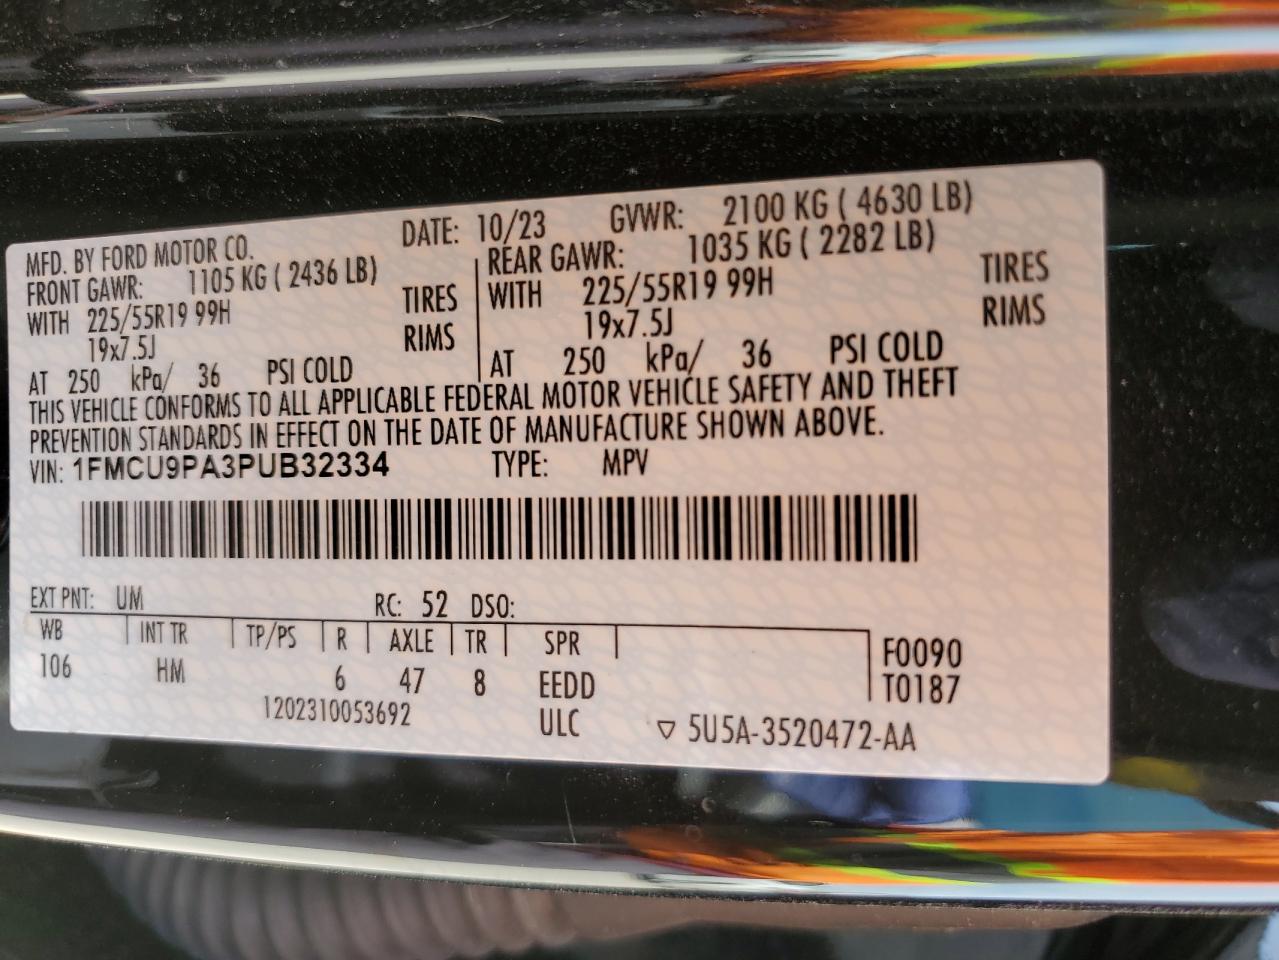 MFD. BY FORD MOTOR CO. DATE: 10/23 GVWR: 2100 KG ( 4630 LB)
FRONT GAWR: 1105 KG ( 2436 LB) REAR GAWR: 1035 KG ( 2282 LB)
WITH 225/55R19 99H TIRES WITH 225/55R19 99H TIRES
19x7.5J RIMS 19x7.5J RIMS
AT 250 kPa/ 36 PSI COLD AT 250 kPa/ 36 PSI COLD
THIS VEHICLE CONFORMS TO ALL APPLICABLE FEDERAL MOTOR VEHICLE SAFETY AND THEFT
PREVENTION STANDARDS IN EFFECT ON THE DATE OF MANUFACTURE SHOWN ABOVE.
VIN: 1FMCU9PA3PUB32334 TYPE: MPV
EXT PNT: UM RC: 52 DSO:
WB INT TR TP/PS R AXLE TR SPR F0090
106 HM 6 47 8 EEDD T0187
1202310053692 ULC ▽ 5U5A-3520472-AA